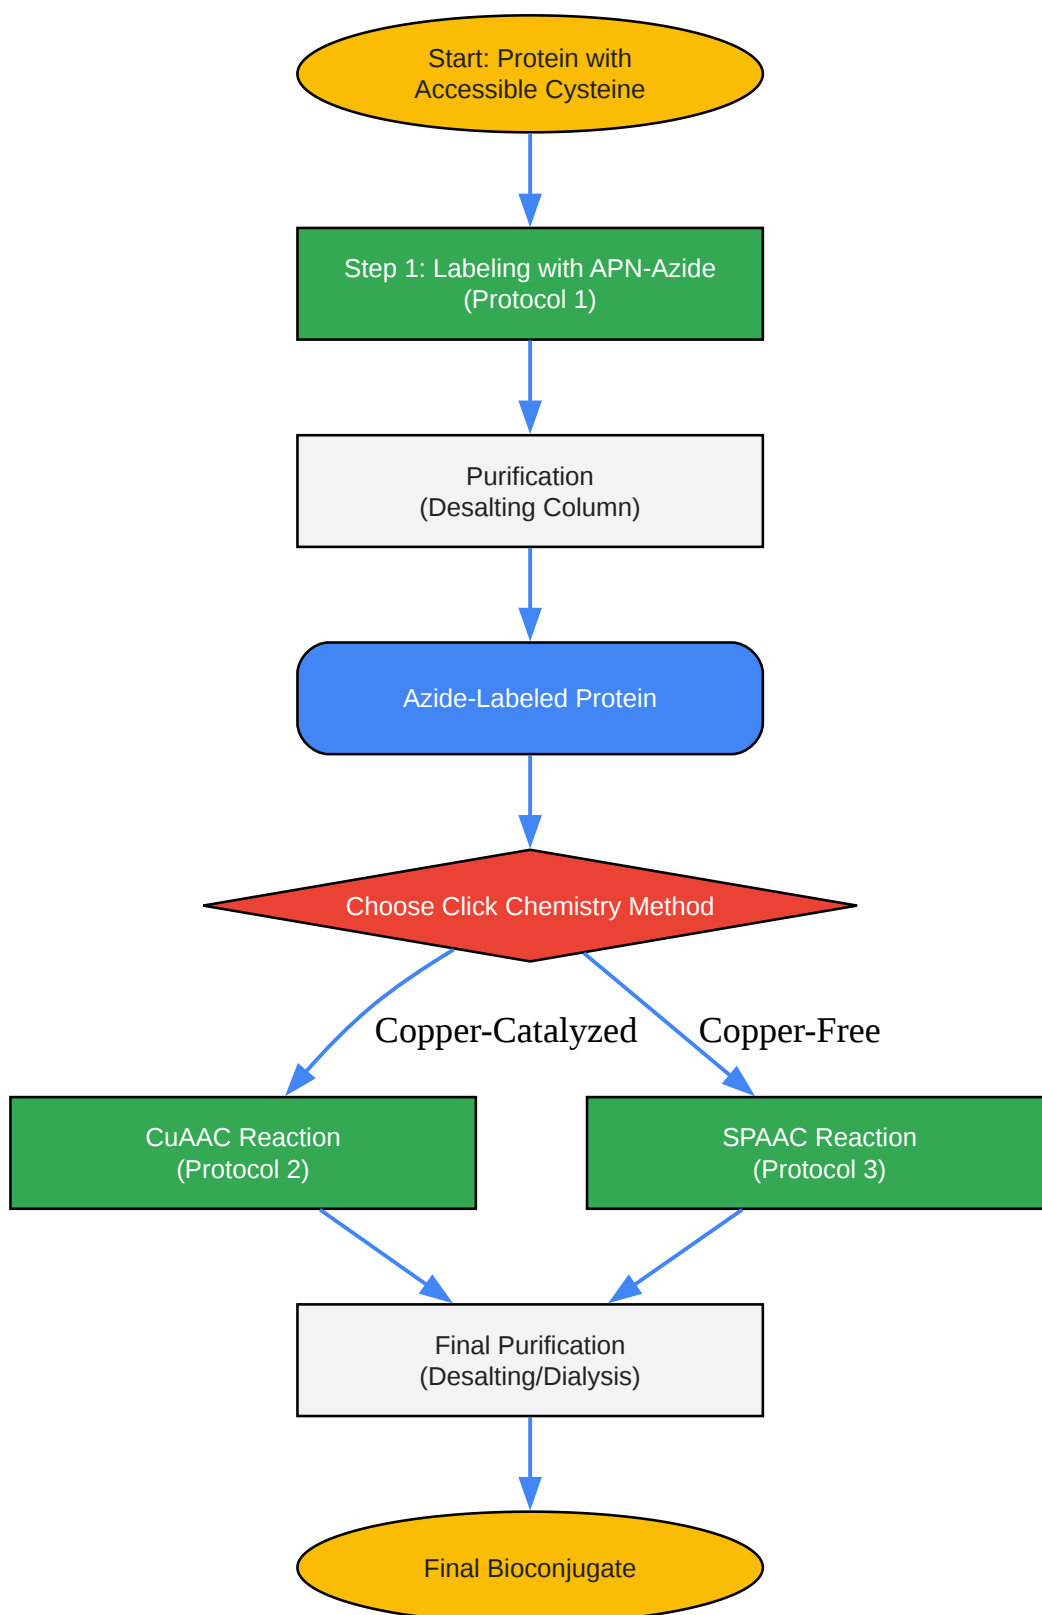 Start: Protein with
Accessible Cysteine
Step 1: Labeling with APN-Azide
(Protocol 1)
Purification
(Desalting Column)
Azide-Labeled Protein
Choose Click Chemistry Method
Copper-Catalyzed
Copper-Free
CuAAC Reaction
(Protocol 2)
SPAAC Reaction
(Protocol 3)
Final Purification
(Desalting/Dialysis)
Final Bioconjugate